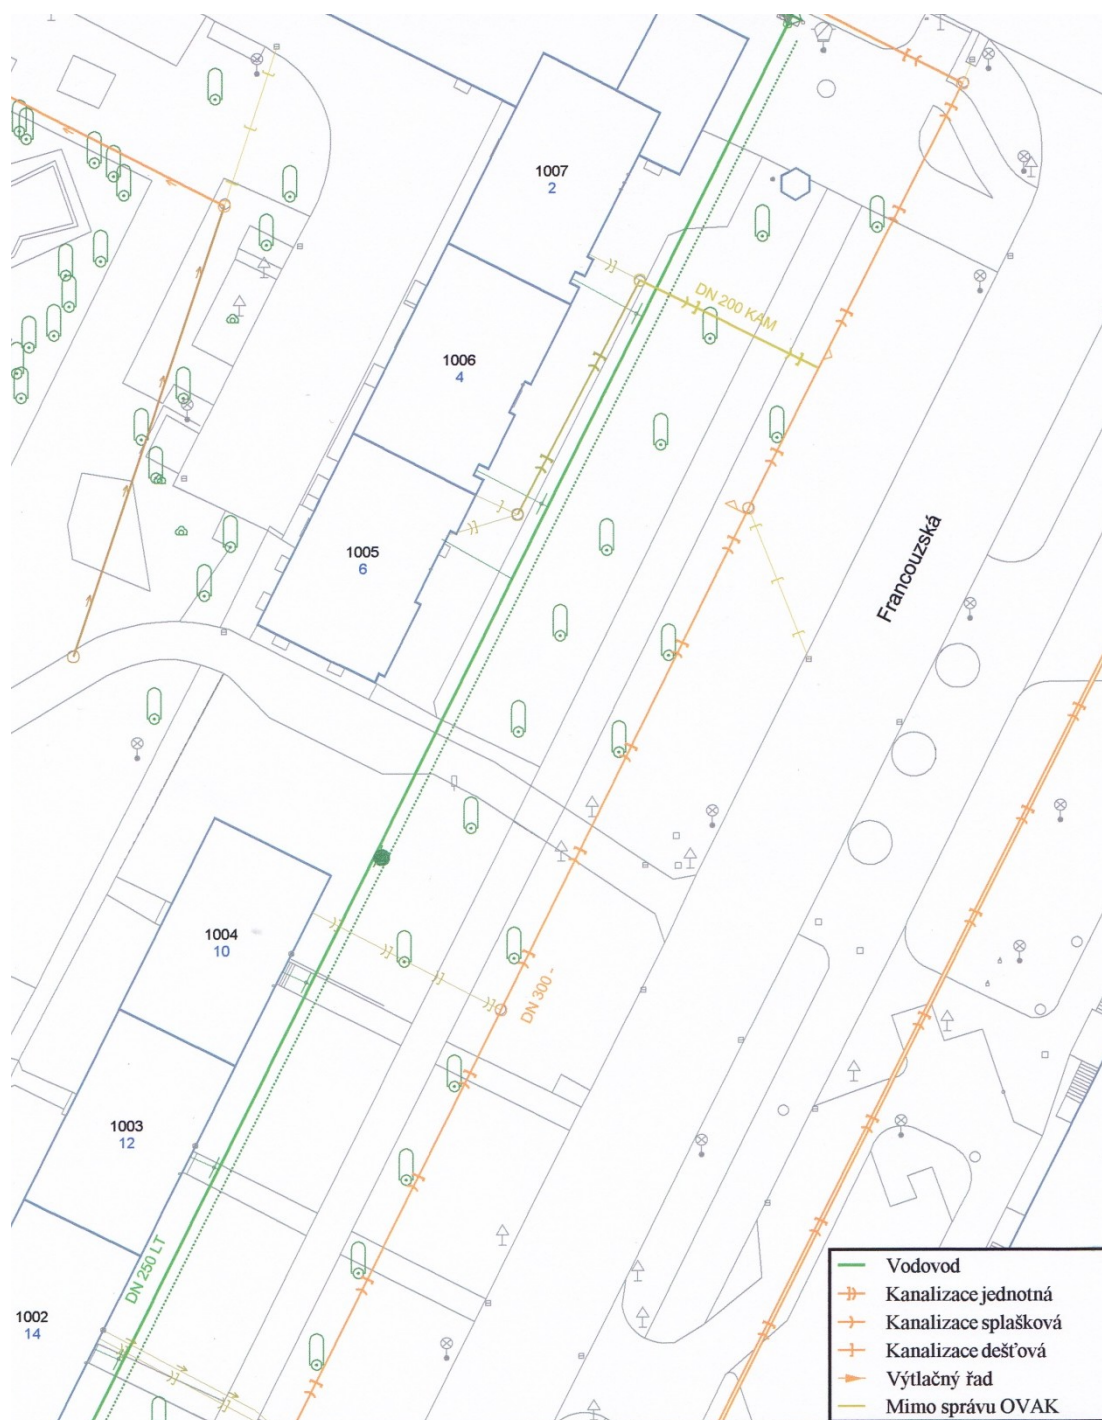 1007
2
DN 200 KAM
1006
4
1005
6
Francouzská
1004
10
DN 300 -
1003
12
DN 250 LT
1002
14
Vodovod
Kanalizace jednotná
Kanalizace splašková
Kanalizace dešťová
Výtlačný řad
Mimo správu OVAK